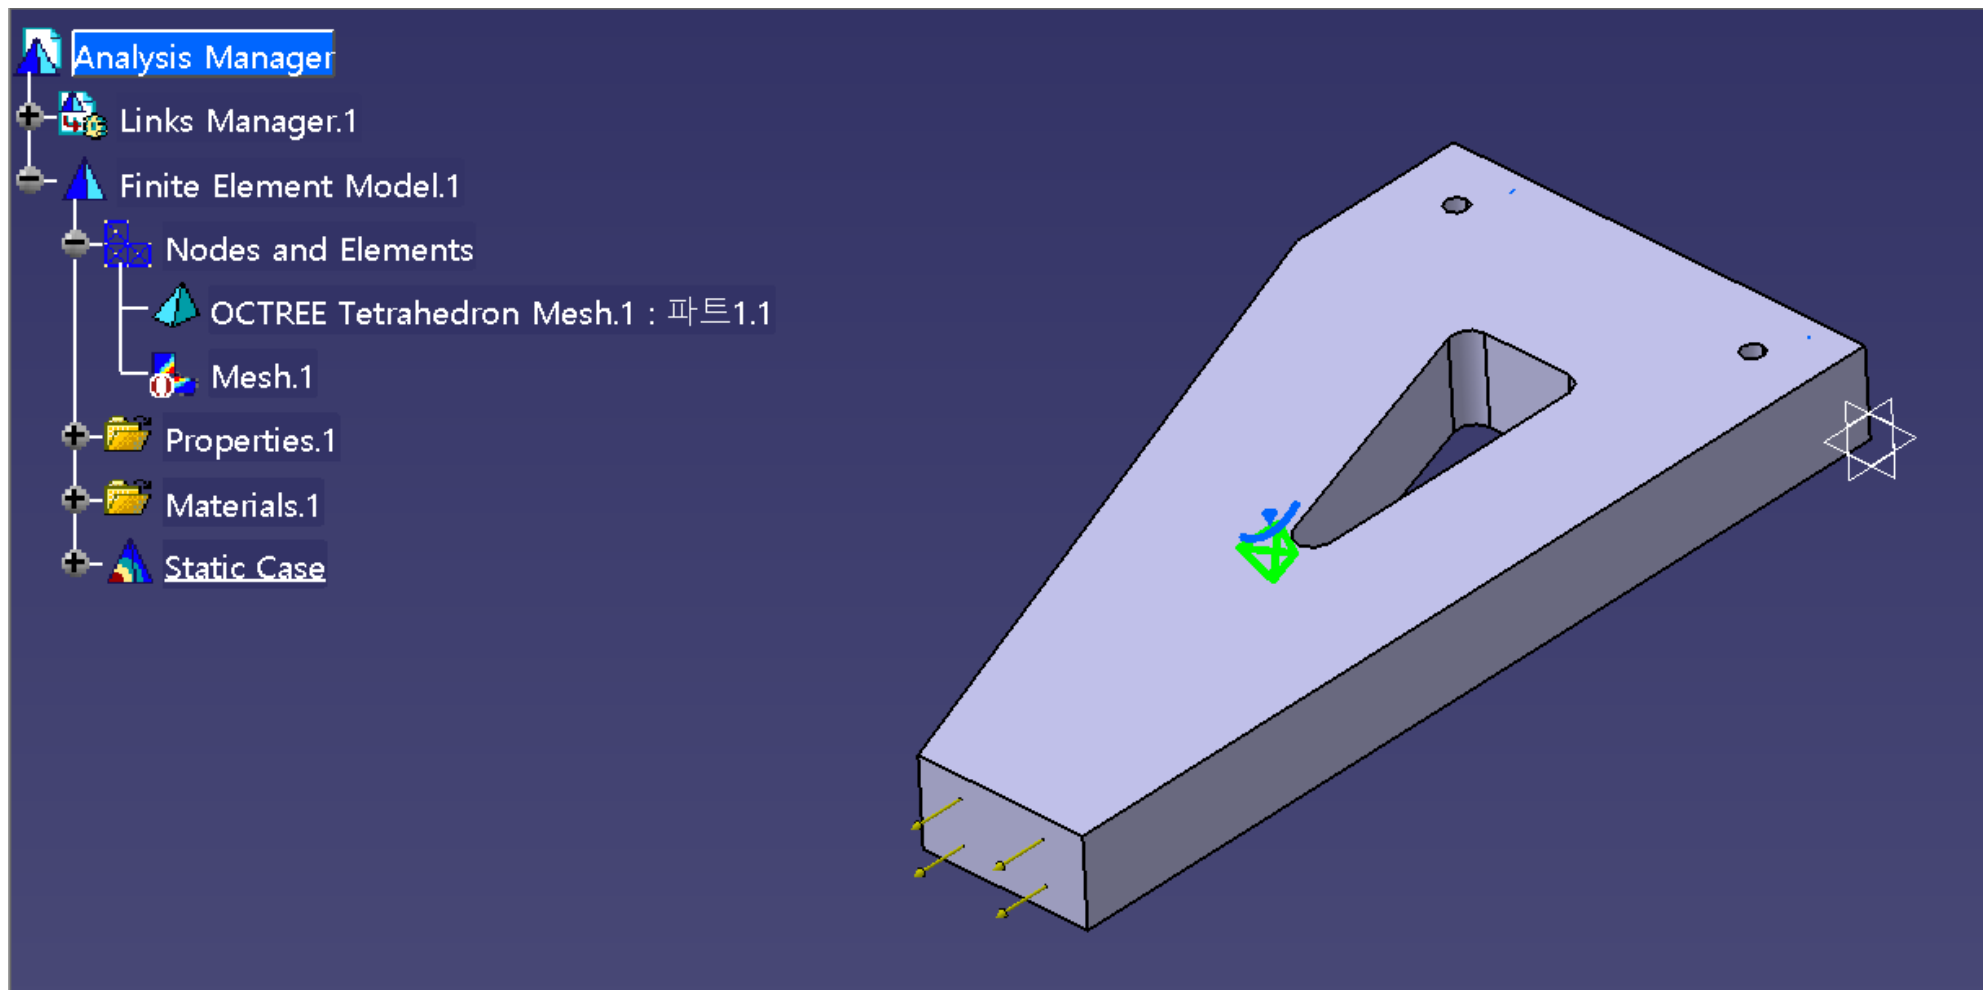 Analysis Manager
Links Manager.1
Finite Element Model.1
Nodes and Elements
OCTREE Tetrahedron Mesh.1 : 파트1.1
Mesh.1
Properties.1
Materials.1
Static Case